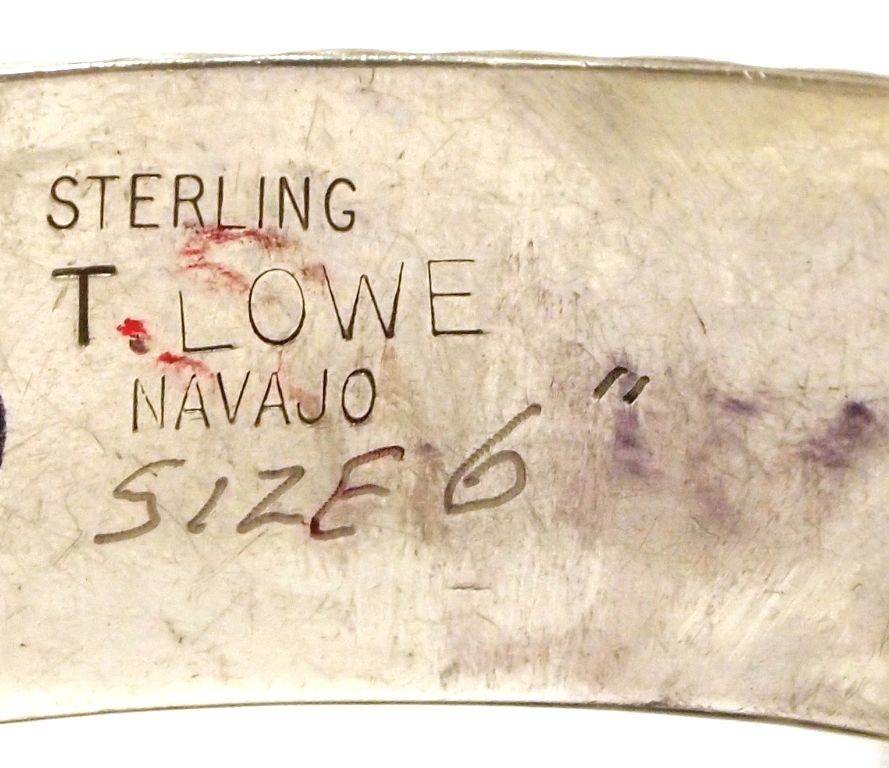 STERLING
T. LOWE
NAVAJO
SIZE 6 "